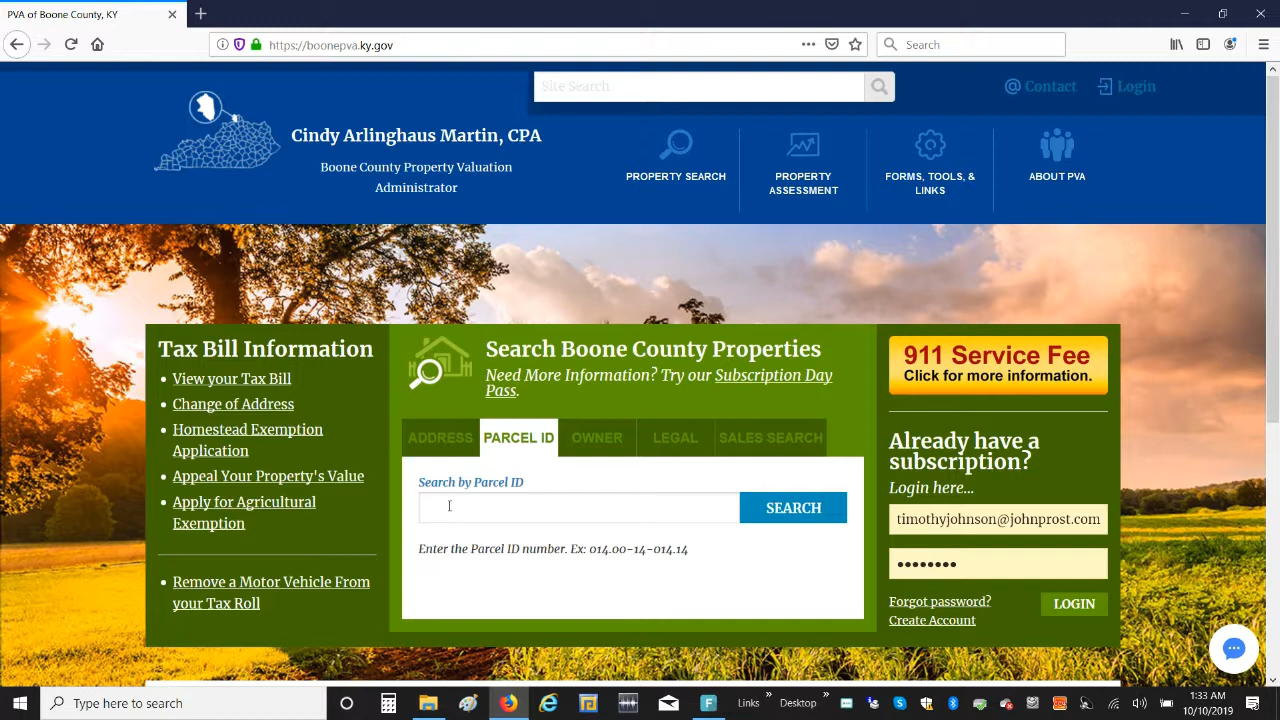 PVA of Boone County, KY
https://boonepva.ky.gov
Search
Site Search
Contact
Login
Cindy Arlinghaus Martin, CPA
Boone County Property Valuation
Administrator
PROPERTY SEARCH
PROPERTY
ASSESSMENT
FORMS, TOOLS, &
LINKS
ABOUT PVA
Tax Bill Information
View your Tax Bill
Change of Address
Homestead Exemption
Application
Appeal Your Property's Value
Apply for Agricultural
Exemption
Remove a Motor Vehicle From
your Tax Roll
Search Boone County Properties
Need More Information? Try our Subscription Day
Pass.
ADDRESS PARCEL ID OWNER LEGAL SALES SEARCH
Search by Parcel ID
SEARCH
Enter the Parcel ID number. Ex: 014.00-14-014.14
911 Service Fee
Click for more information.
Already have a
subscription?
Login here...
timothyjohnson@johnprost.com
••••••••
Forgot password?
Create Account
LOGIN
Type here to search
Links
Desktop
1:33 AM
10/10/2019